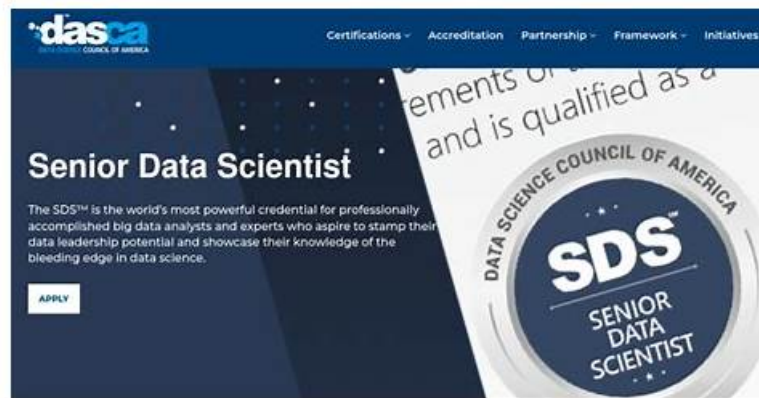 dasca
DATA SCIENCE COUNCIL OF AMERICA
Certifications
Accreditation
Partnership
Framework
Initiatives
Senior Data Scientist
The SDS™ is the world's most powerful credential for professionally
accomplished big data analysts and experts who aspire to stamp their
data leadership potential and showcase their knowledge of the
bleeding edge in data science.
APPLY
and is qualified as a
DATA SCIENCE COUNCIL OF AMERICA
SDS™
SENIOR
DATA
SCIENTIST